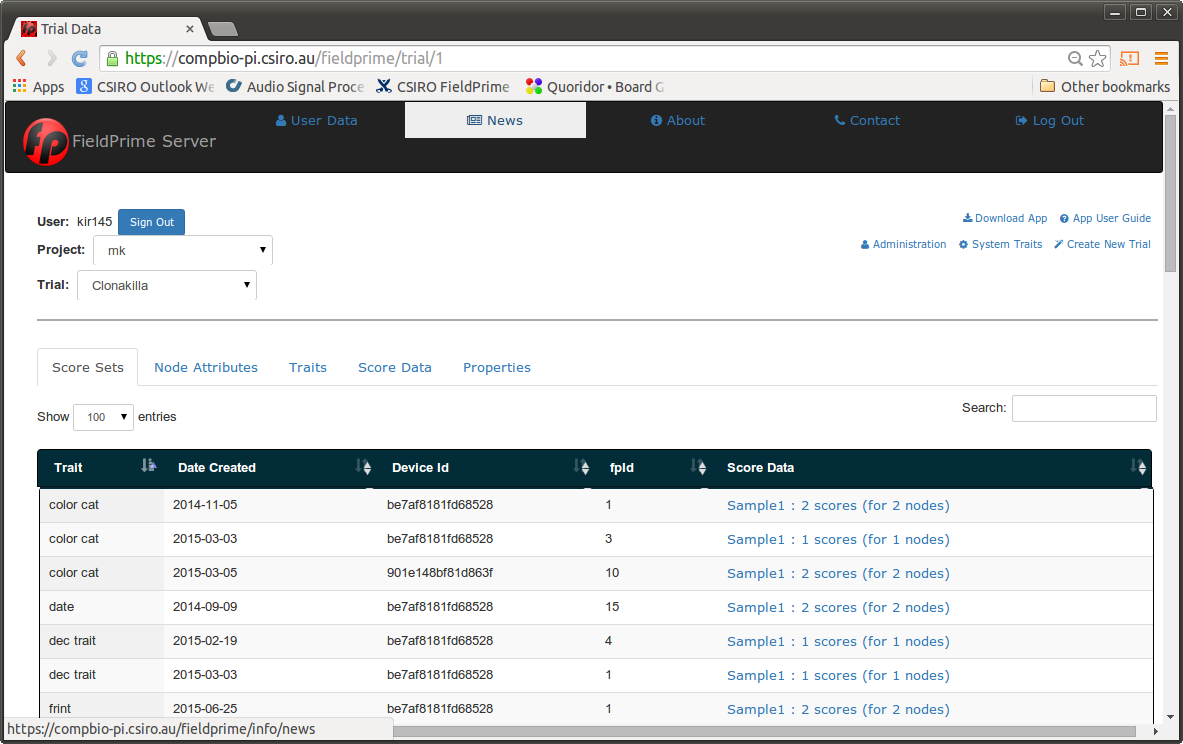 Trial Data
https://compbio-pi.csiro.au/fieldprime/trial/1
Apps CSIRO Outlook We Audio Signal Proce CSIRO FieldPrime Quoridor • Board G Other bookmarks
fp FieldPrime Server User Data News About Contact Log Out
User: kir145 Sign Out Download App App User Guide
Project: mk Administration System Traits Create New Trial
Trial: Clonakilla
Score Sets Node Attributes Traits Score Data Properties
Show 100 entries Search:
Trait Date Created Device Id fpId Score Data
color cat 2014-11-05 be7af8181fd68528 1 Sample1 : 2 scores (for 2 nodes)
color cat 2015-03-03 be7af8181fd68528 3 Sample1 : 1 scores (for 1 nodes)
color cat 2015-03-05 901e148bf81d863f 10 Sample1 : 2 scores (for 2 nodes)
date 2014-09-09 be7af8181fd68528 15 Sample1 : 2 scores (for 2 nodes)
dec trait 2015-02-19 be7af8181fd68528 4 Sample1 : 1 scores (for 1 nodes)
dec trait 2015-03-03 be7af8181fd68528 1 Sample1 : 1 scores (for 1 nodes)
frint 2015-06-25 be7af8181fd68528 1 Sample1 : 2 scores (for 2 nodes)
https://compbio-pi.csiro.au/fieldprime/info/news